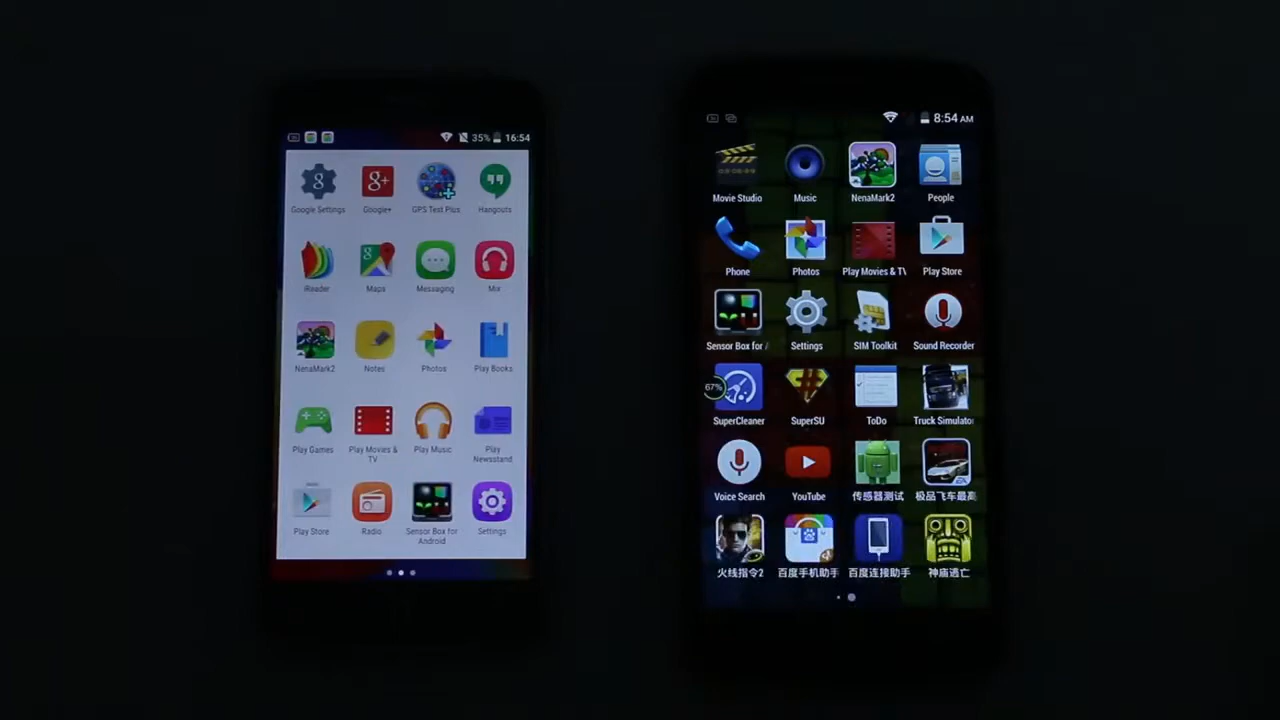 35% 16:54
Google Settings Google+ GPS Test Plus Hangouts
iReader Maps Messaging Mix
NenaMark2 Notes Photos Play Books
Play Games Play Movies & TV Play Music Play Newsstand
Play Store Radio Sensor Box for Android Settings
8:54 AM
Movie Studio Music NenaMark2 People
Phone Photos Play Movies & TV Play Store
Sensor Box for A Settings SIM Toolkit Sound Recorder
67%
SuperCleaner SuperSU ToDo Truck Simulator
Voice Search YouTube 传感器测试 极品飞车最高
火线指令2 百度手机助手 百度连接助手 神庙逃亡